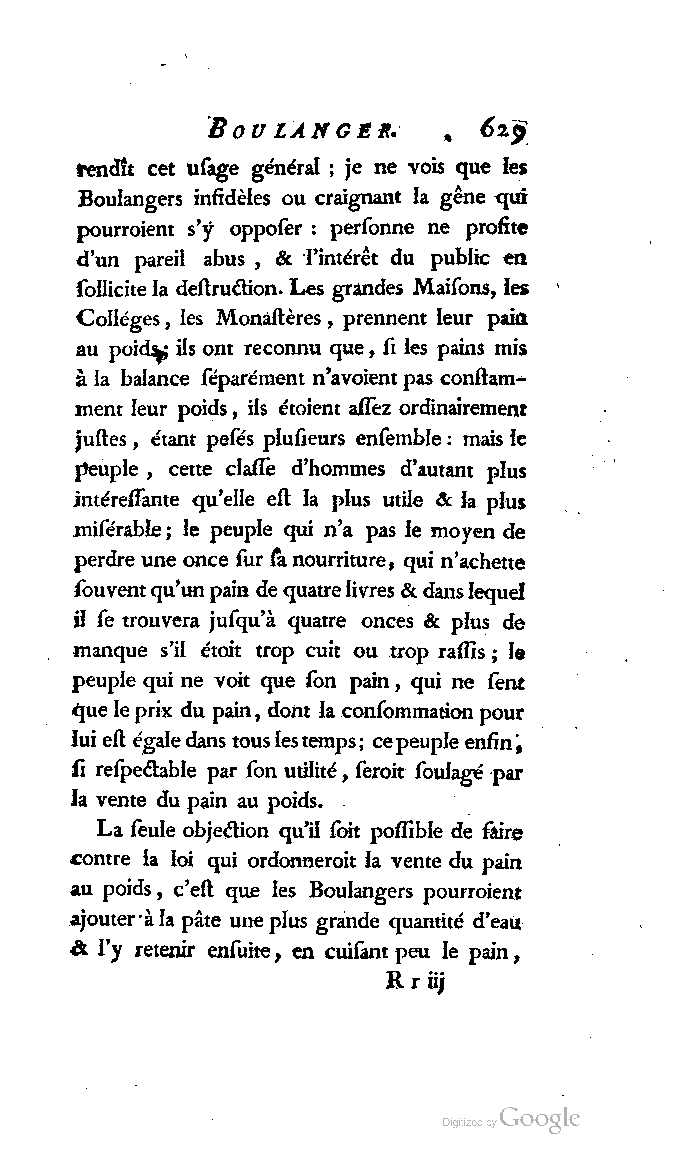 BOULANGER. 629
rendît cet uſage général ; je ne vois que les
Boulangers infidèles ou craignant la gêne qui
pourroient s'y oppoſer : perſonne ne profite
d'un pareil abus , & l'intérêt du public en
ſollicite la deſtruction. Les grandes Maiſons, les
Colléges, les Monaſtères, prennent leur pain
au poids; ils ont reconnu que, ſi les pains mis
à la balance ſéparément n'avoient pas conſtam-
ment leur poids, ils étoient aſſez ordinairement
juſtes, étant peſés pluſieurs enſemble : mais le
peuple, cette claſſe d'hommes d'autant plus
intéreſſante qu'elle eſt la plus utile & la plus
miſérable; le peuple qui n'a pas le moyen de
perdre une once ſur ſa nourriture, qui n'achette
ſouvent qu'un pain de quatre livres & dans lequel
il ſe trouvera juſqu'à quatre onces & plus de
manque s'il étoit trop cuit ou trop raſſis ; le
peuple qui ne voit que ſon pain, qui ne ſent
que le prix du pain, dont la conſommation pour
lui eſt égale dans tous les temps; ce peuple enfin,
ſi reſpectable par ſon utilité, ſeroit ſoulagé par
la vente du pain au poids.
La ſeule objection qu'il ſoit poſſible de faire
contre la loi qui ordonneroit la vente du pain
au poids, c'eſt que les Boulangers pourroient
ajouter à la pâte une plus grande quantité d'eau
& l'y retenir enſuite, en cuiſant peu le pain,
R r iij
Digitized by Google